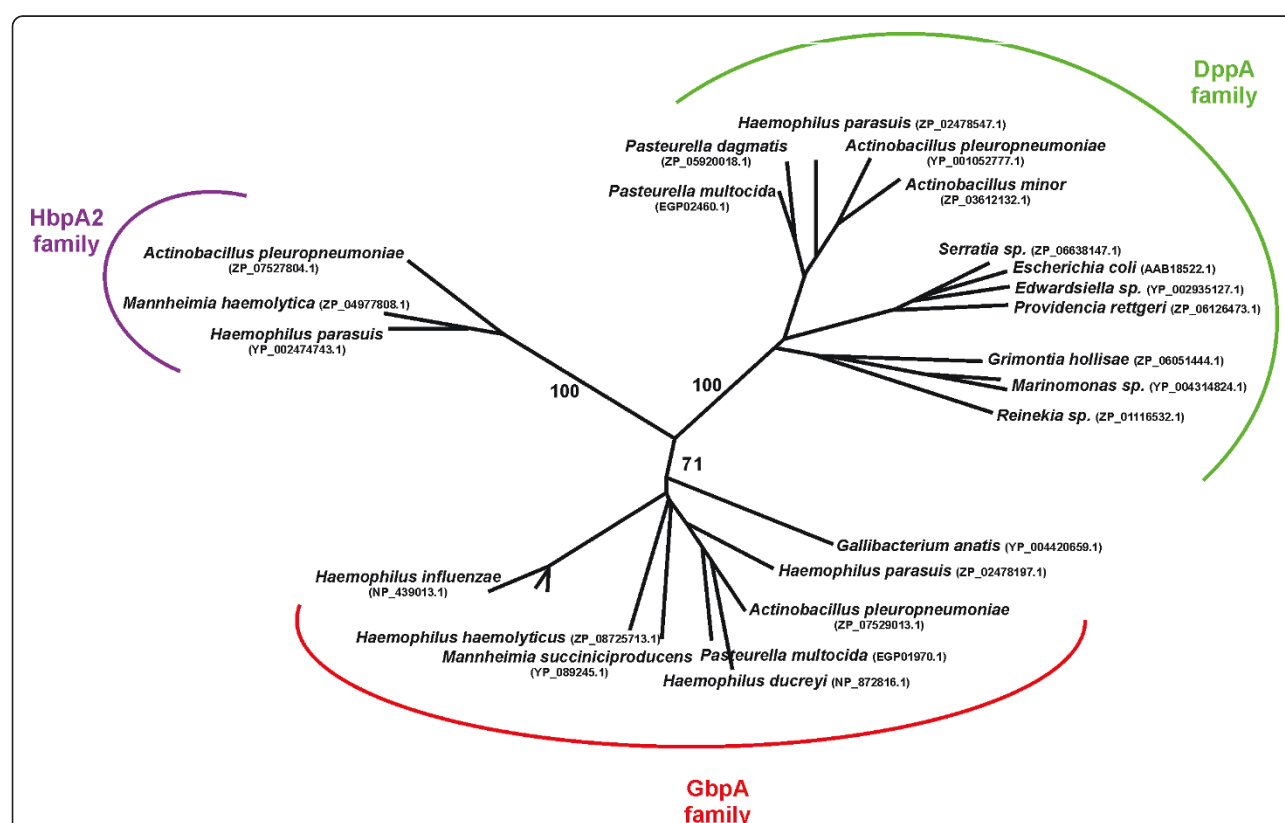 DppA
family
Haemophilus parasuis (ZP_02478547.1)
Pasteurella dagmatis
(ZP_05920018.1)
Actinobacillus pleuropneumoniae
(YP_001052777.1)
Pasteurella multocida
(EGP02460.1)
Actinobacillus minor
(ZP_03612132.1)
HbpA2
family
Actinobacillus pleuropneumoniae
(ZP_07527804.1)
Mannheimia haemolytica (ZP_04977808.1)
Haemophilus parasuis
(YP_002474743.1)
Serratia sp. (ZP_06638147.1)
Escherichia coli (AAB18522.1)
Edwardsiella sp. (YP_002935127.1)
Providencia rettgeri (ZP_06126473.1)
Grimontia hollisae (ZP_06051444.1)
Marinomonas sp. (YP_004314824.1)
Reinekia sp. (ZP_01116532.1)
100
100
71
Gallibacterium anatis (YP_004420659.1)
Haemophilus parasuis (ZP_02478197.1)
Haemophilus influenzae
(NP_439013.1)
Actinobacillus pleuropneumoniae
(ZP_07529013.1)
Haemophilus haemolyticus (ZP_08725713.1)
Mannheimia succiniciproducens
(YP_089245.1)
Pasteurella multocida (EGP01970.1)
Haemophilus ducreyi (NP_872816.1)
GbpA
family